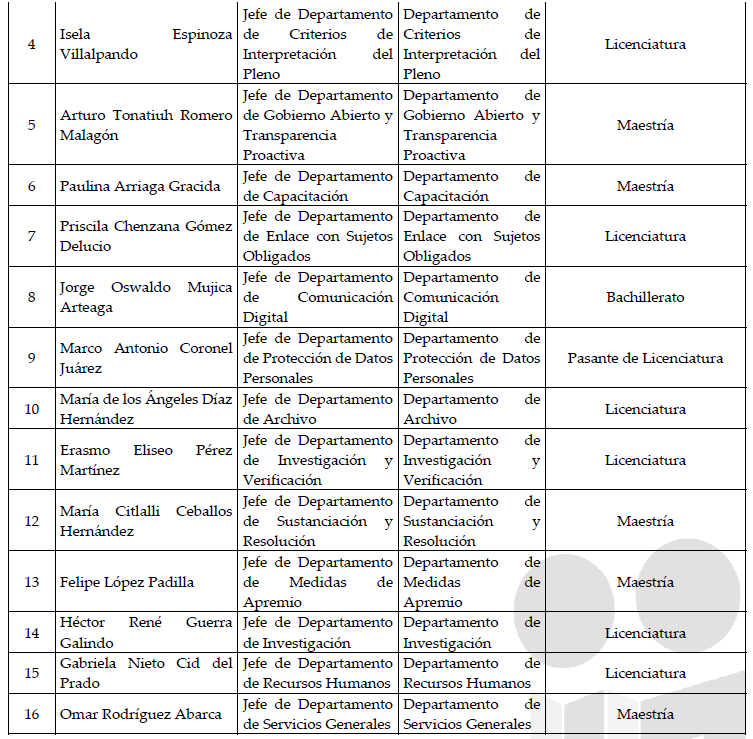 4
Isela Espinoza
Villalpando
Jefe de Departamento
de Criterios de
Interpretación del
Pleno
Departamento de
Criterios de
Interpretación del
Pleno
Licenciatura
5
Arturo Tonatiuh Romero
Malagón
Jefe de Departamento
de Gobierno Abierto y
Transparencia
Proactiva
Departamento de
Gobierno Abierto y
Transparencia
Proactiva
Maestría
6
Paulina Arriaga Gracida
Jefe de Departamento
de Capacitación
Departamento de
Capacitación
Maestría
7
Priscila Chenzana Gómez
Delucio
Jefe de Departamento
de Enlace con Sujetos
Obligados
Departamento de
Enlace con Sujetos
Obligados
Licenciatura
8
Jorge Oswaldo Mujica
Arteaga
Jefe de Departamento
de Comunicación
Digital
Departamento de
Comunicación
Digital
Bachillerato
9
Marco Antonio Coronel
Juárez
Jefe de Departamento
de Protección de Datos
Personales
Departamento de
Protección de Datos
Personales
Pasante de Licenciatura
10
María de los Ángeles Díaz
Hernández
Jefe de Departamento
de Archivo
Departamento de
Archivo
Licenciatura
11
Erasmo Eliseo Pérez
Martínez
Jefe de Departamento
de Investigación y
Verificación
Departamento de
Investigación y
Verificación
Licenciatura
12
María Citlalli Ceballos
Hernández
Jefe de Departamento
de Sustanciación y
Resolución
Departamento de
Sustanciación y
Resolución
Maestría
13
Felipe López Padilla
Jefe de Departamento
de Medidas de
Apremio
Departamento de
Medidas de
Apremio
Maestría
14
Héctor René Guerra
Galindo
Jefe de Departamento
de Investigación
Departamento de
Investigación
Licenciatura
15
Gabriela Nieto Cid del
Prado
Jefe de Departamento
de Recursos Humanos
Departamento de
Recursos Humanos
Licenciatura
16
Omar Rodríguez Abarca
Jefe de Departamento
de Servicios Generales
Departamento de
Servicios Generales
Maestría